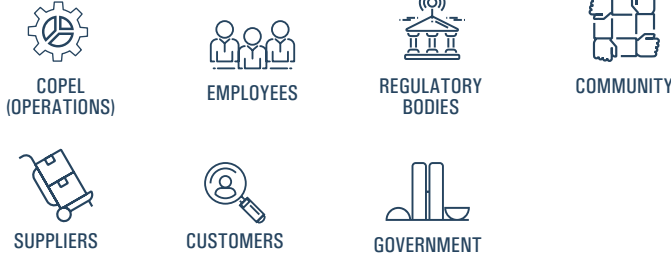 COPEL
(OPERATIONS)
EMPLOYEES
REGULATORY
BODIES
COMMUNITY
SUPPLIERS
CUSTOMERS
GOVERNMENT